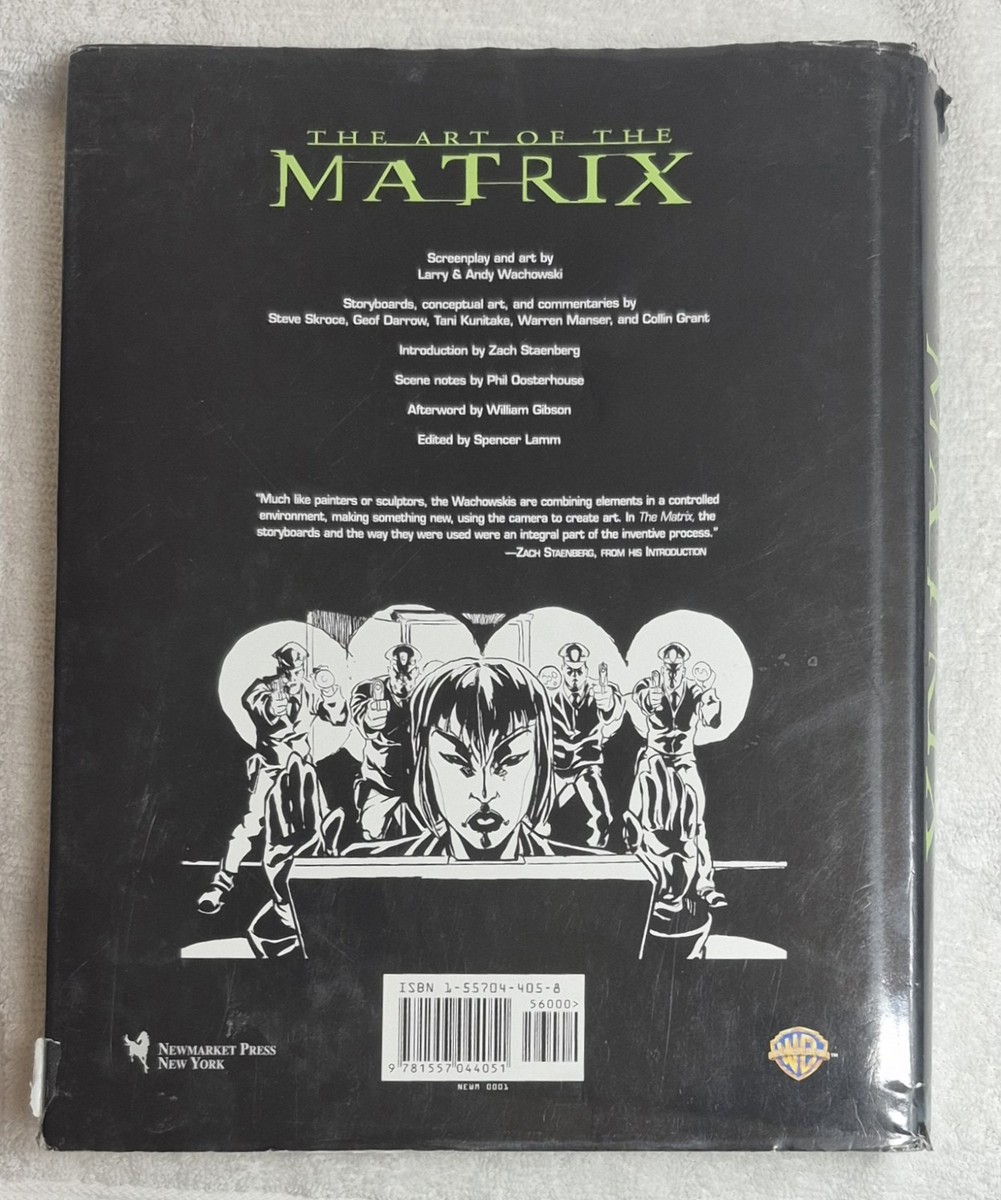 THE ART OF THE
MATRIX
Screenplay and art by
Larry & Andy Wachowski
Storyboards, conceptual art, and commentaries by
Steve Skroce, Geof Darrow, Tani Kunitake, Warren Manser, and Collin Grant
Introduction by Zach Staenberg
Scene notes by Phil Oosterhouse
Afterword by William Gibson
Edited by Spencer Lamm
“Much like painters or sculptors, the Wachowskis are combining elements in a controlled
environment, making something new, using the camera to create art. In The Matrix, the
storyboards and the way they were used were an integral part of the inventive process.”
—ZACH STAENBERG, FROM HIS INTRODUCTION
ISBN 1-55704-405-8
56000>
9 781557 044051
NEWM 0001
NEWMARKET PRESS
NEW YORK
WB
™